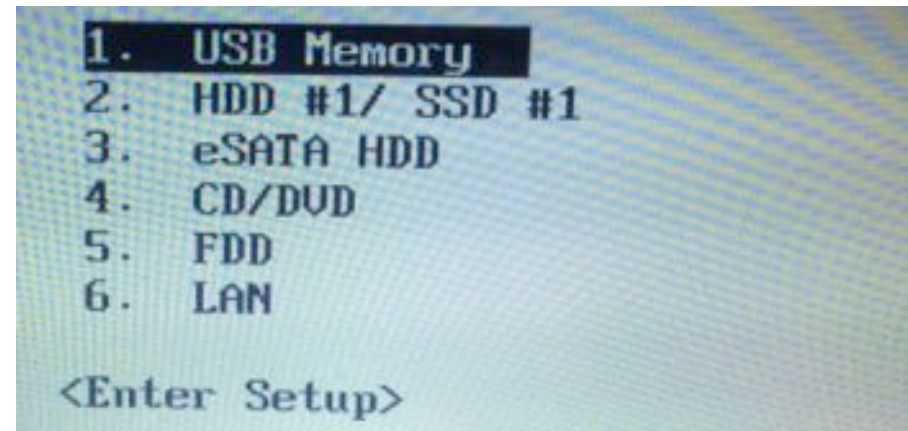 1. USB Memory
2. HDD #1/ SSD #1
3. eSATA HDD
4. CD/DVD
5. FDD
6. LAN
<Enter Setup>